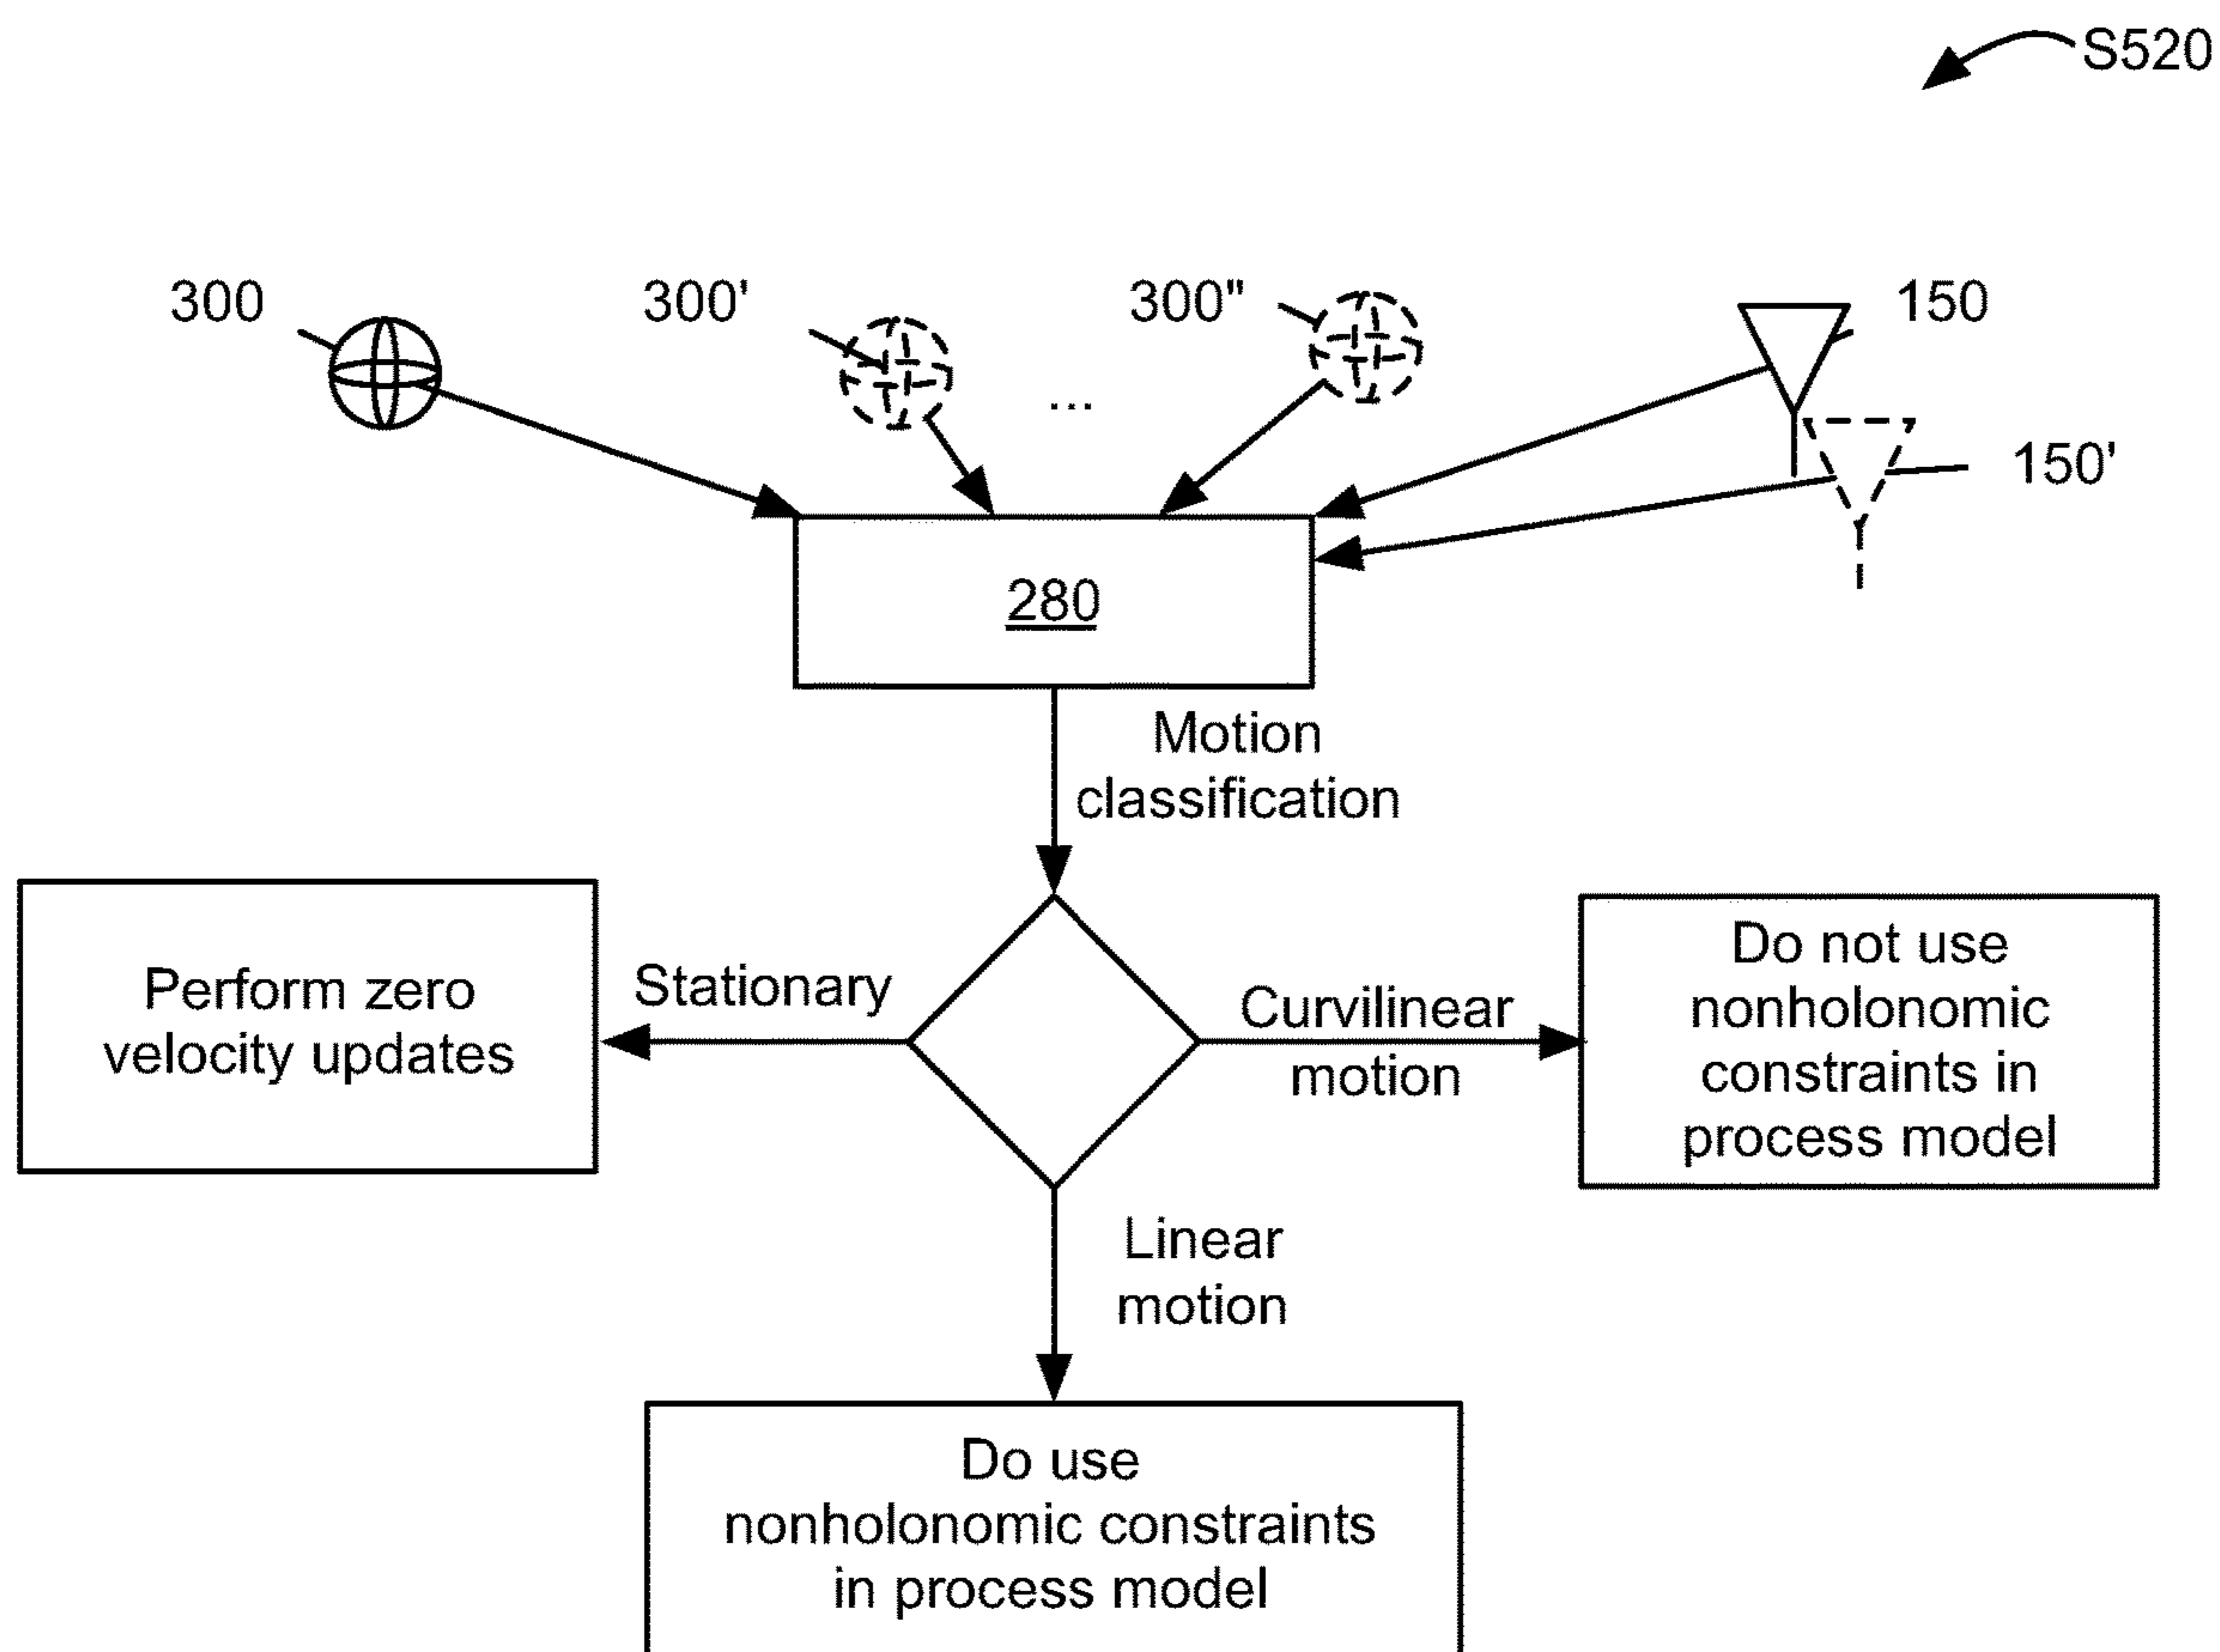 S520
300
300'
300"
150
...
150'
280
Motion
classification
Perform zero
velocity updates
Stationary
Curvilinear
motion
Do not use
nonholonomic
constraints in
process model
Linear
motion
Do use
nonholonomic constraints
in process model